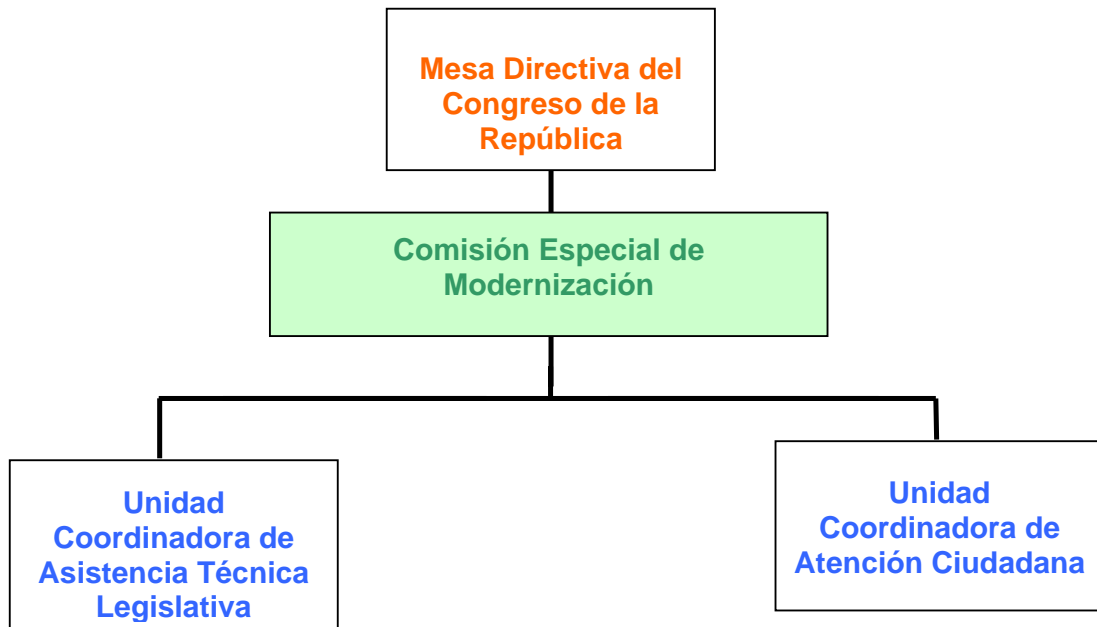 Mesa Directiva del
Congreso de la
República
Comisión Especial de
Modernización
Unidad
Coordinadora de
Asistencia Técnica
Legislativa
Unidad
Coordinadora de
Atención Ciudadana